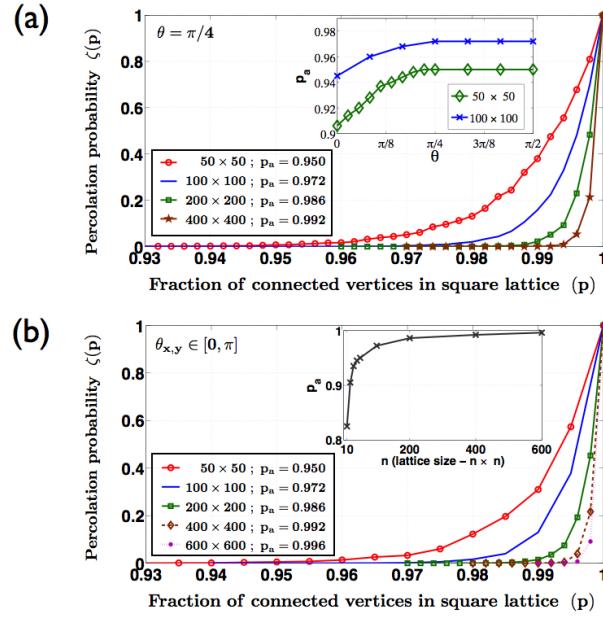 (a)
θ = π/4
Percolation probability ζ(p)
1
0.8
0.6
0.4
0.2
0
0.93 0.94 0.95 0.96 0.97 0.98 0.99 1
Fraction of connected vertices in square lattice (p)
50 × 50 ; pₐ = 0.950
100 × 100 ; pₐ = 0.972
200 × 200 ; pₐ = 0.986
400 × 400 ; pₐ = 0.992
pₐ
0.98
0.96
0.94
0.92
0.9
0 π/8 π/4 3π/8 π/2
θ
50 × 50
100 × 100
(b)
θx,y ∈ [0, π]
Percolation probability ζ(p)
1
0.8
0.6
0.4
0.2
0
0.93 0.94 0.95 0.96 0.97 0.98 0.99 1
Fraction of connected vertices in square lattice (p)
50 × 50 ; pₐ = 0.950
100 × 100 ; pₐ = 0.972
200 × 200 ; pₐ = 0.986
400 × 400 ; pₐ = 0.992
600 × 600 ; pₐ = 0.996
pₐ
1
0.9
0.8
10 200 400 600
n (lattice size – n × n)